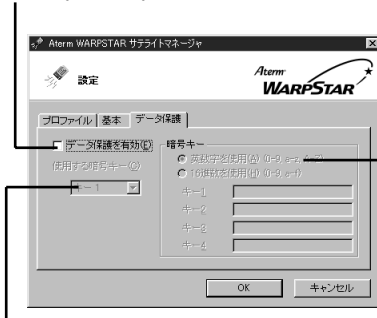 Aterm WARPSTAR サテライトマネージャ
設定
Aterm
WARPSTAR
プロファイル 基本 データ保護
データ保護を有効(E)
使用する暗号キー(O)
キー 1
暗号キー
英数字を使用(A) (0-9, a-z, A-Z)
16進数を使用(H) (0-9, a-f)
キー1
キー2
キー3
キー4
OK キャンセル